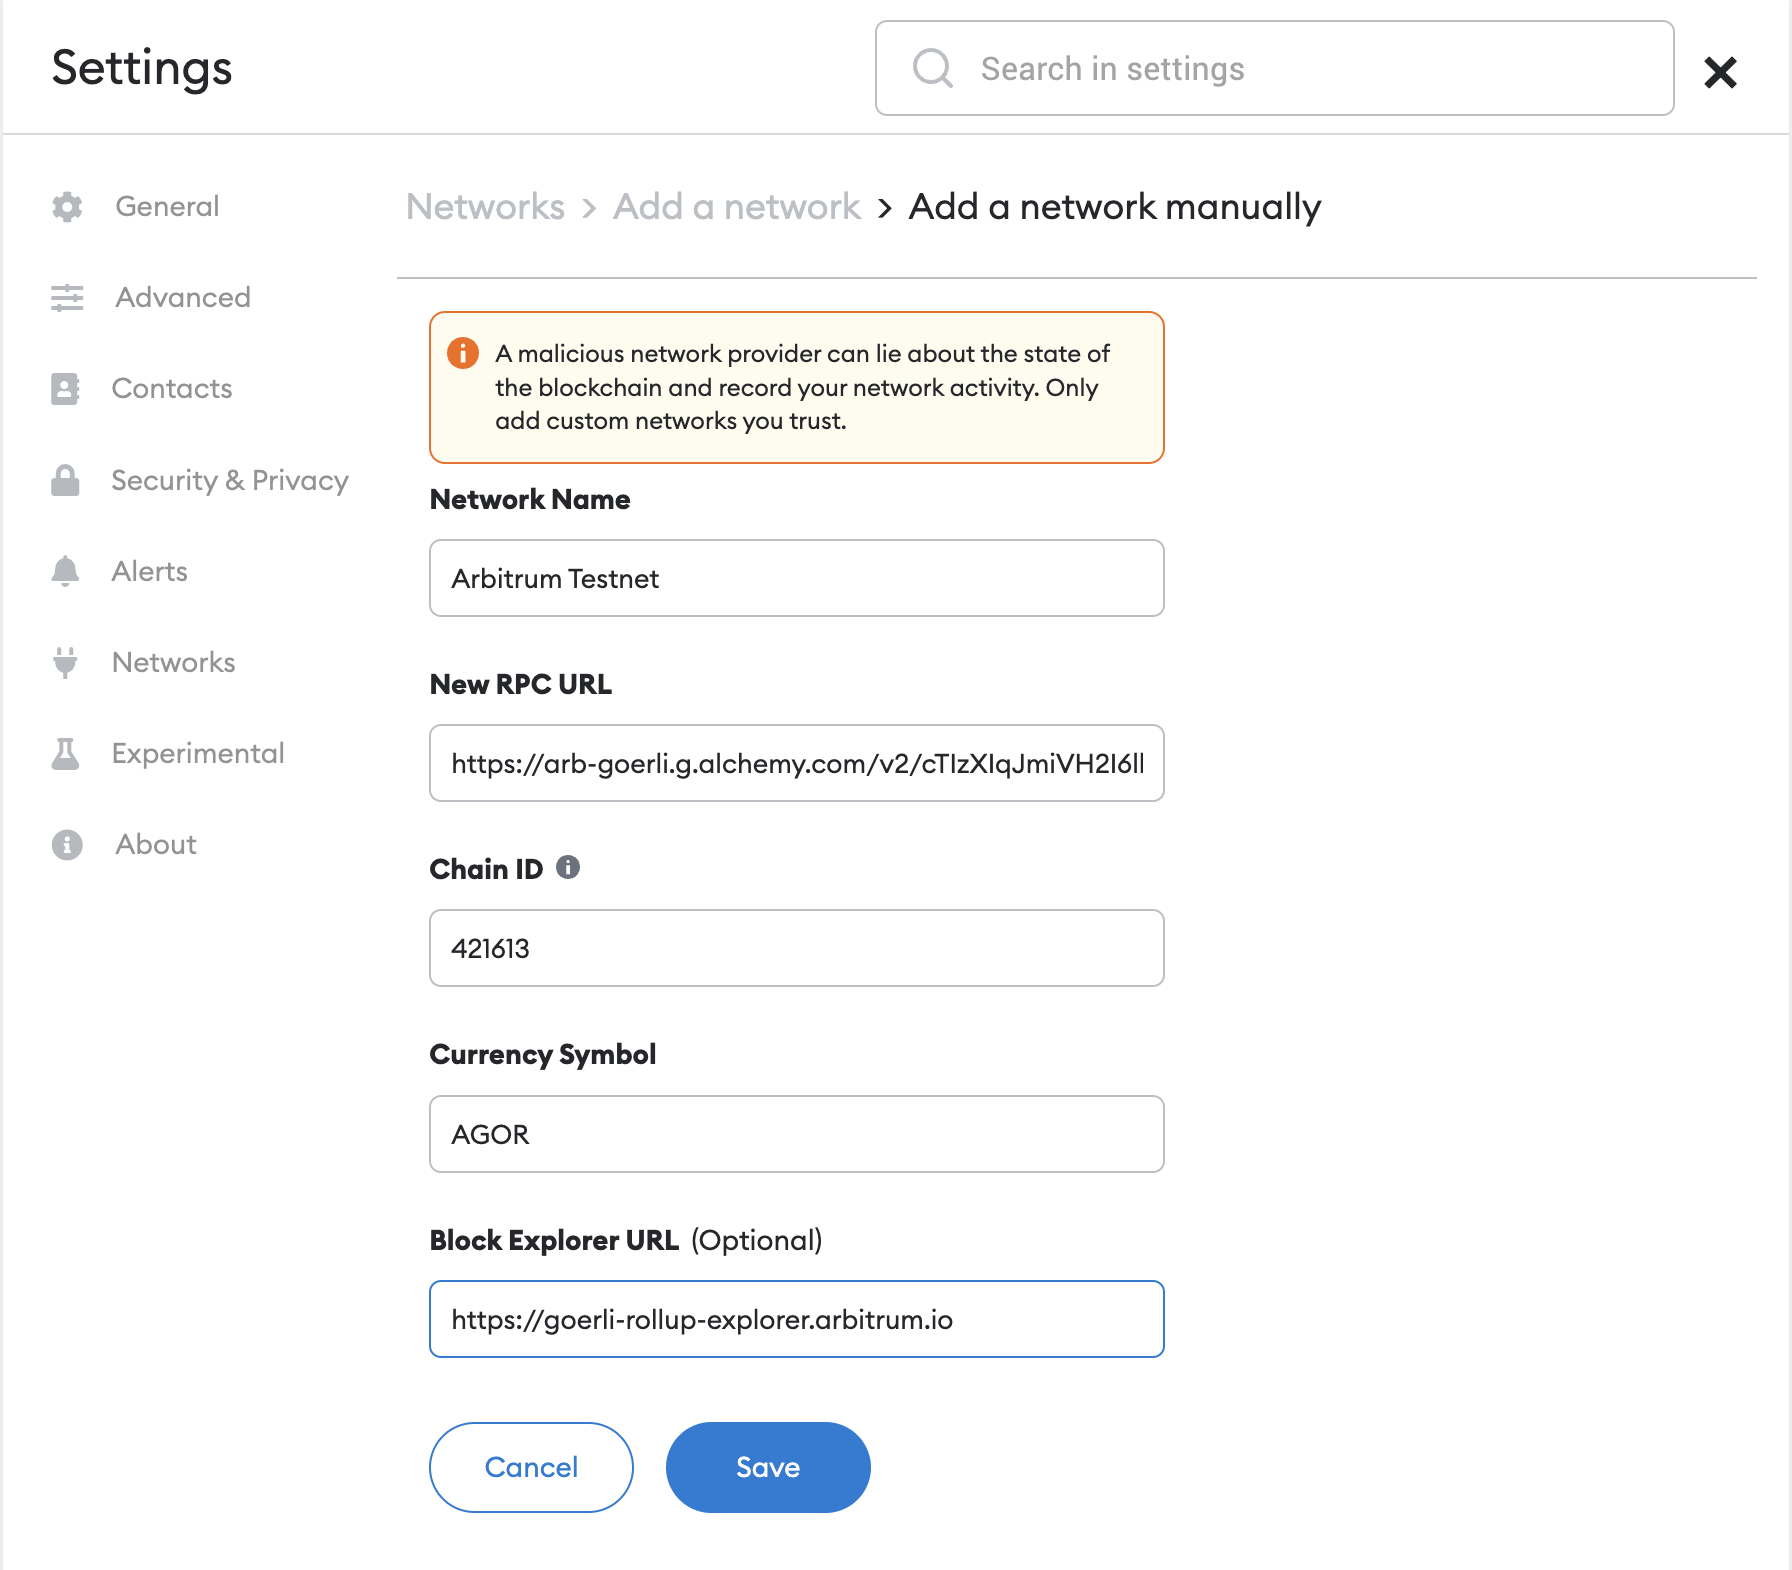 Settings
Search in settings
General
Advanced
Contacts
Security & Privacy
Alerts
Networks
Experimental
About
Networks > Add a network > Add a network manually
A malicious network provider can lie about the state of
the blockchain and record your network activity. Only
add custom networks you trust.
Network Name
Arbitrum Testnet
New RPC URL
https://arb-goerli.g.alchemy.com/v2/cTIzXIqJmiVH2I6ll
Chain ID
421613
Currency Symbol
AGOR
Block Explorer URL (Optional)
https://goerli-rollup-explorer.arbitrum.io
Cancel
Save